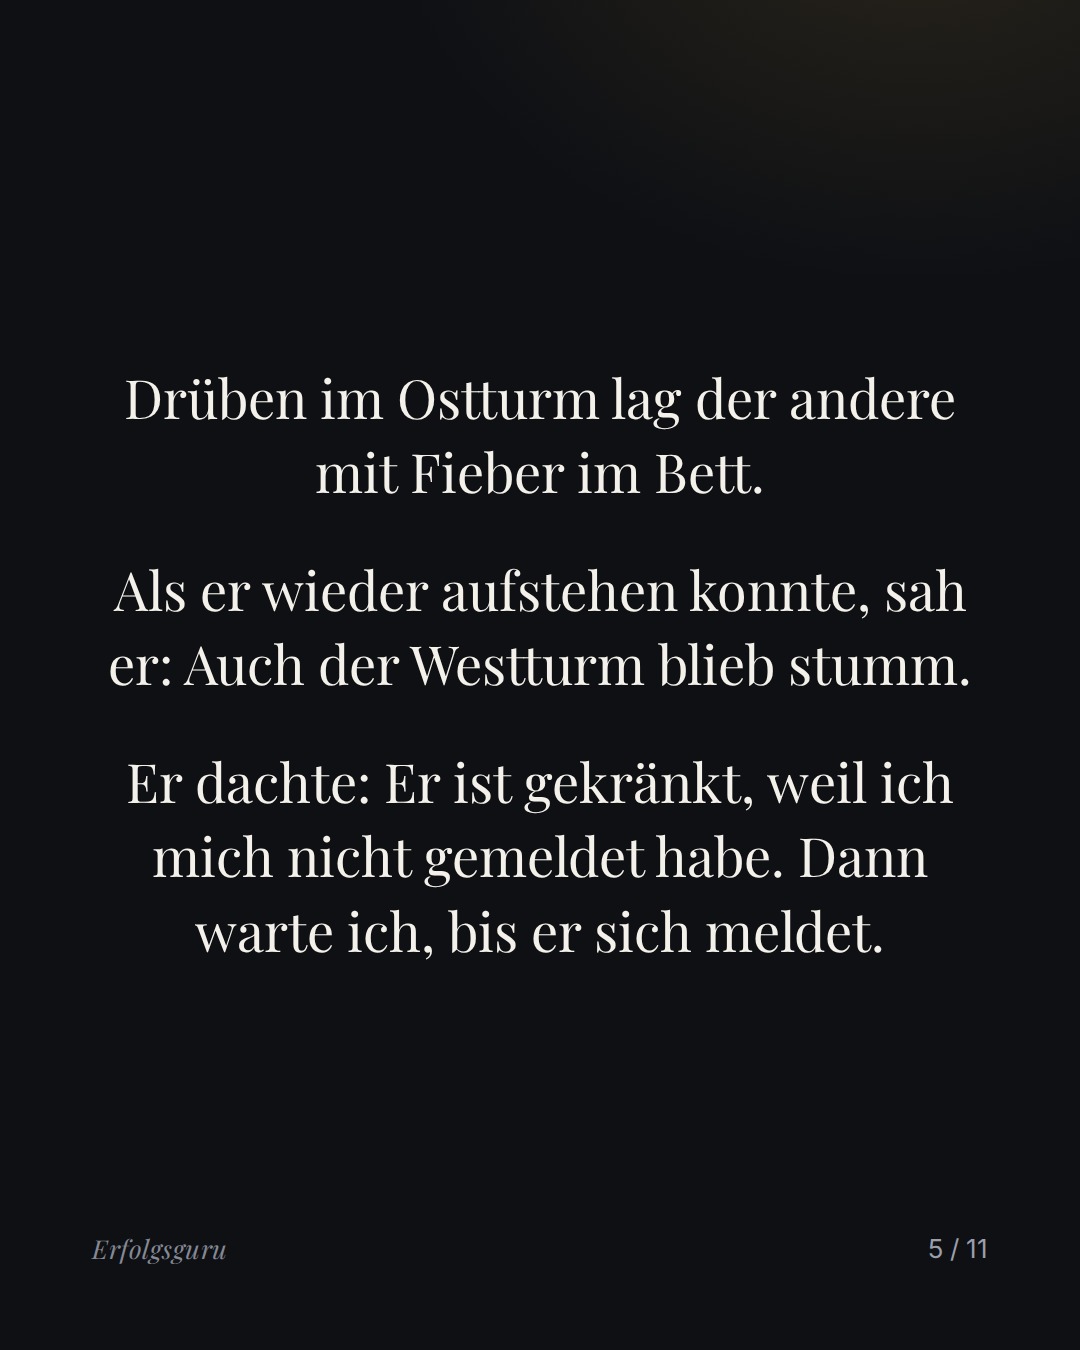 Drüben im Ostturm lag der andere
mit Fieber im Bett.
Als er wieder aufstehen konnte, sah
er: Auch der Westturm blieb stumm.
Er dachte: Er ist gekränkt, weil ich
mich nicht gemeldet habe. Dann
warte ich, bis er sich meldet.
Erfolgsguru
5 / 11